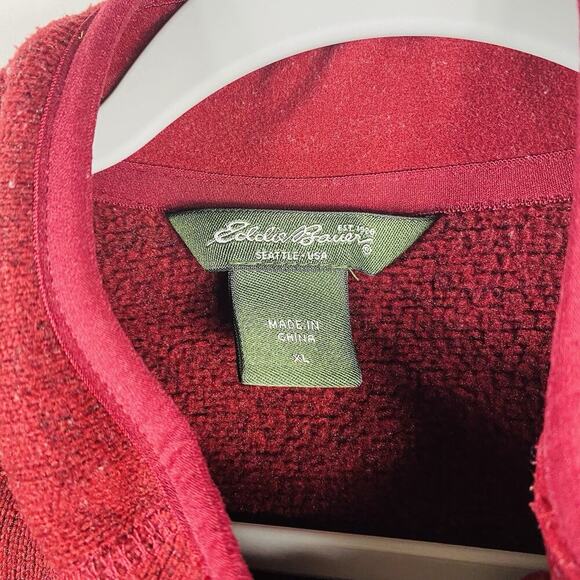 EST. 1920
Eddie Bauer®
SEATTLE · USA
MADE IN
CHINA
XL